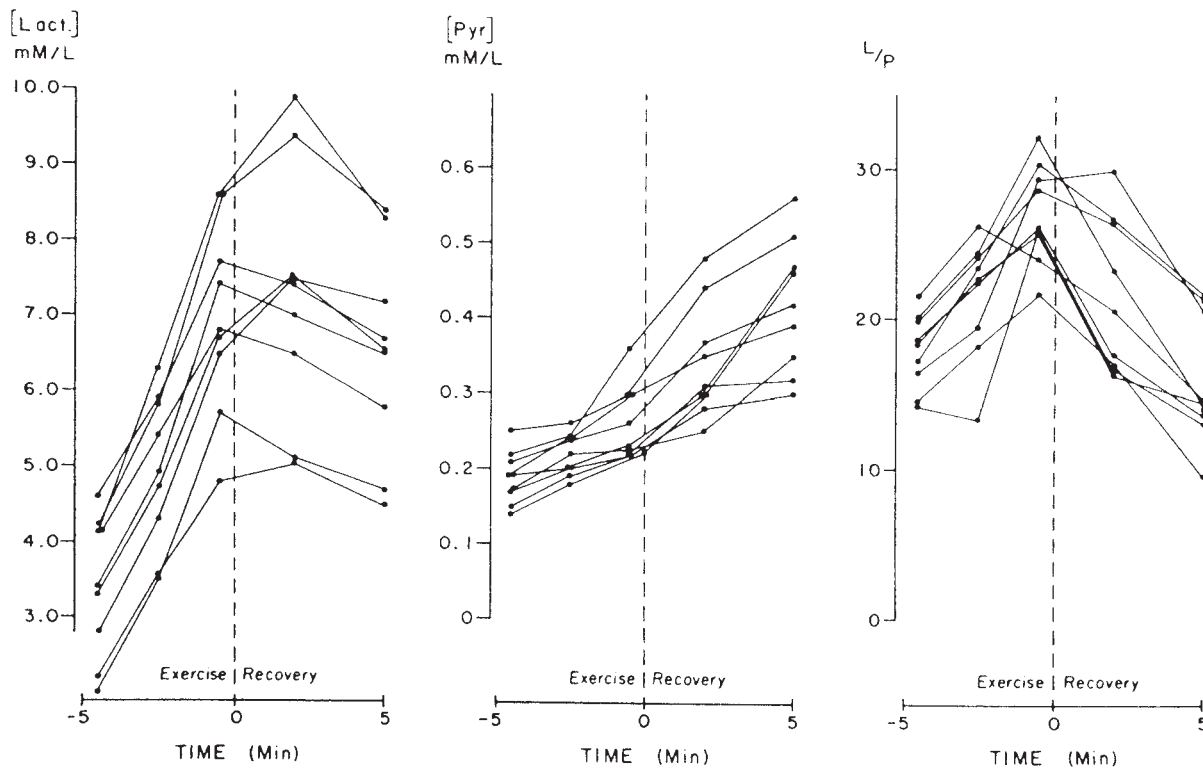 [Lact.]
mM/L
10.0
9.0
8.0
7.0
6.0
5.0
4.0
3.0
Exercise Recovery
-5 0 5
TIME (Min)
[Pyr]
mM/L
0.6
0.5
0.4
0.3
0.2
0.1
0
Exercise Recovery
-5 0 5
TIME (Min)
L/P
30
20
10
0
Exercise Recovery
-5 0 5
TIME (Min)